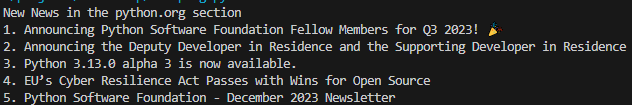 New News in the python.org section
1. Announcing Python Software Foundation Fellow Members for Q3 2023! 🎉
2. Announcing the Deputy Developer in Residence and the Supporting Developer in Residence
3. Python 3.13.0 alpha 3 is now available.
4. EU’s Cyber Resilience Act Passes with Wins for Open Source
5. Python Software Foundation - December 2023 Newsletter